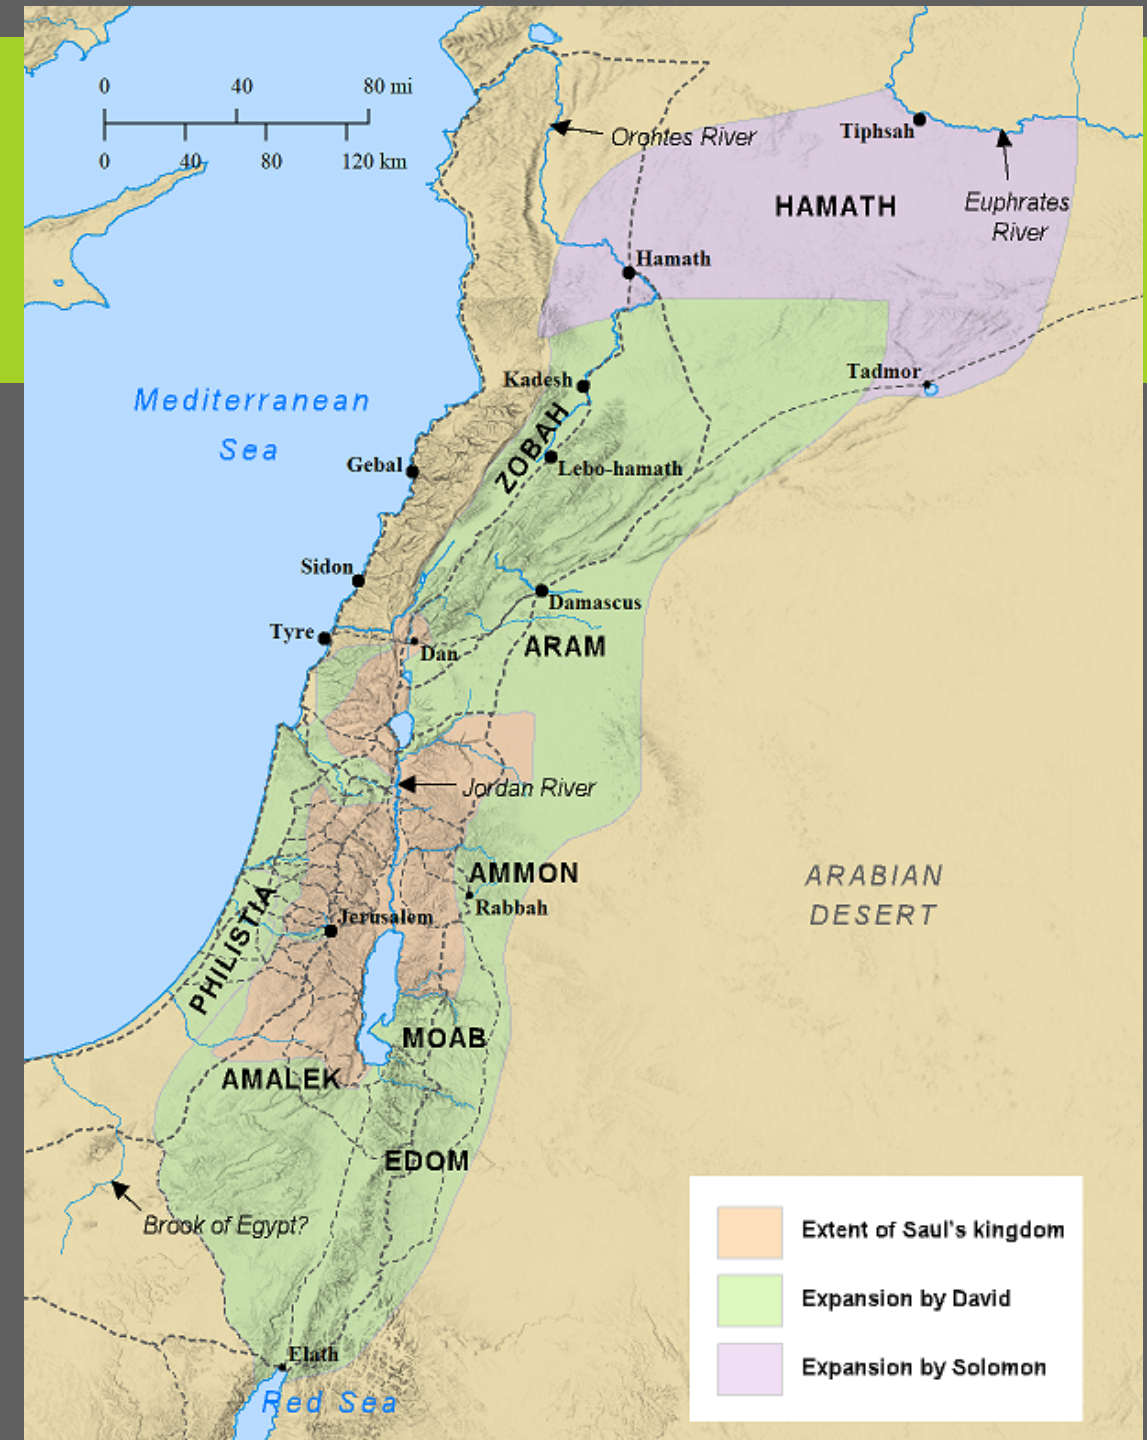 0 40 80 mi
0 40 80 120 km
Orontes River
Tiphsah
HAMATH
Euphrates
River
Hamath
Kadesh
Tadmor
Mediterranean
Sea
ZOBAH
Gebal
Lebo-hamath
Sidon
Damascus
Tyre
Dan
ARAM
Jordan River
AMMON
Rabbah
ARABIAN
DESERT
PHILISTIA
Jerusalem
MOAB
AMALEK
EDOM
Brook of Egypt?
Elath
Red Sea
Extent of Saul's kingdom
Expansion by David
Expansion by Solomon